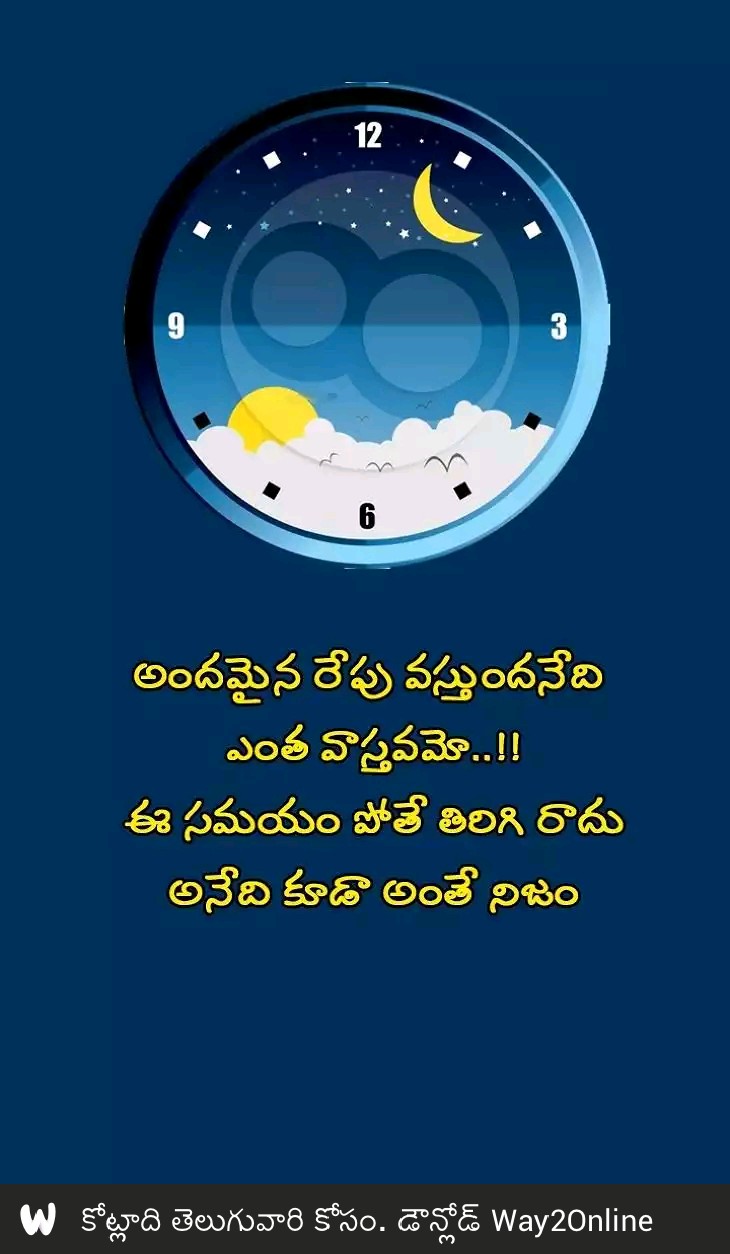 12
9
3
6
అందమైన రేపు వస్తుందనేది
ఎంత వాస్తవమో..!!
ఈ సమయం పోతే తిరిగి రాదు
అనేది కూడా అంతే నిజం
W కోట్లాది తెలుగువారి కోసం. డౌన్లోడ్ Way2Online